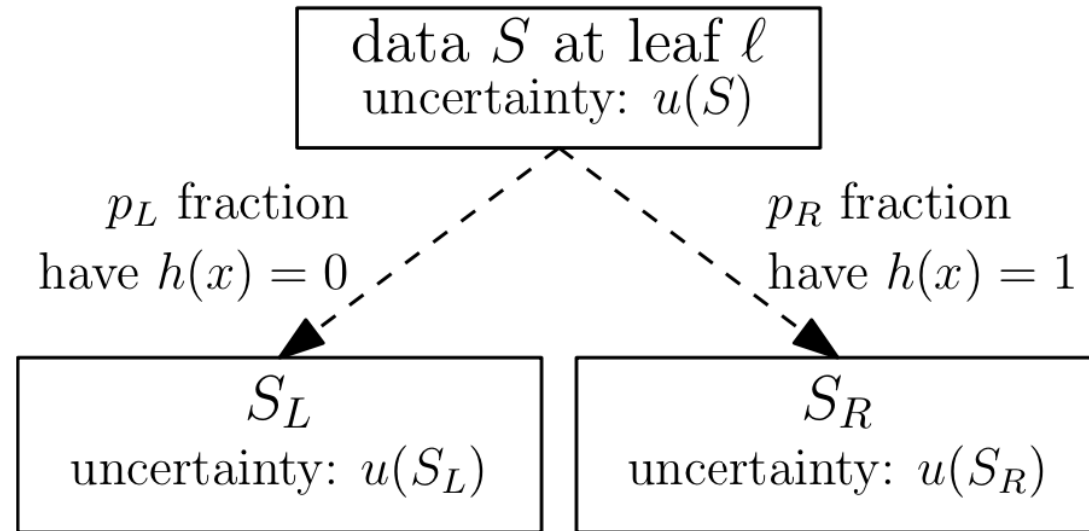 data S at leaf ℓ
uncertainty: u(S)
p_L fraction
have h(x) = 0
p_R fraction
have h(x) = 1
S_L
uncertainty: u(S_L)
S_R
uncertainty: u(S_R)